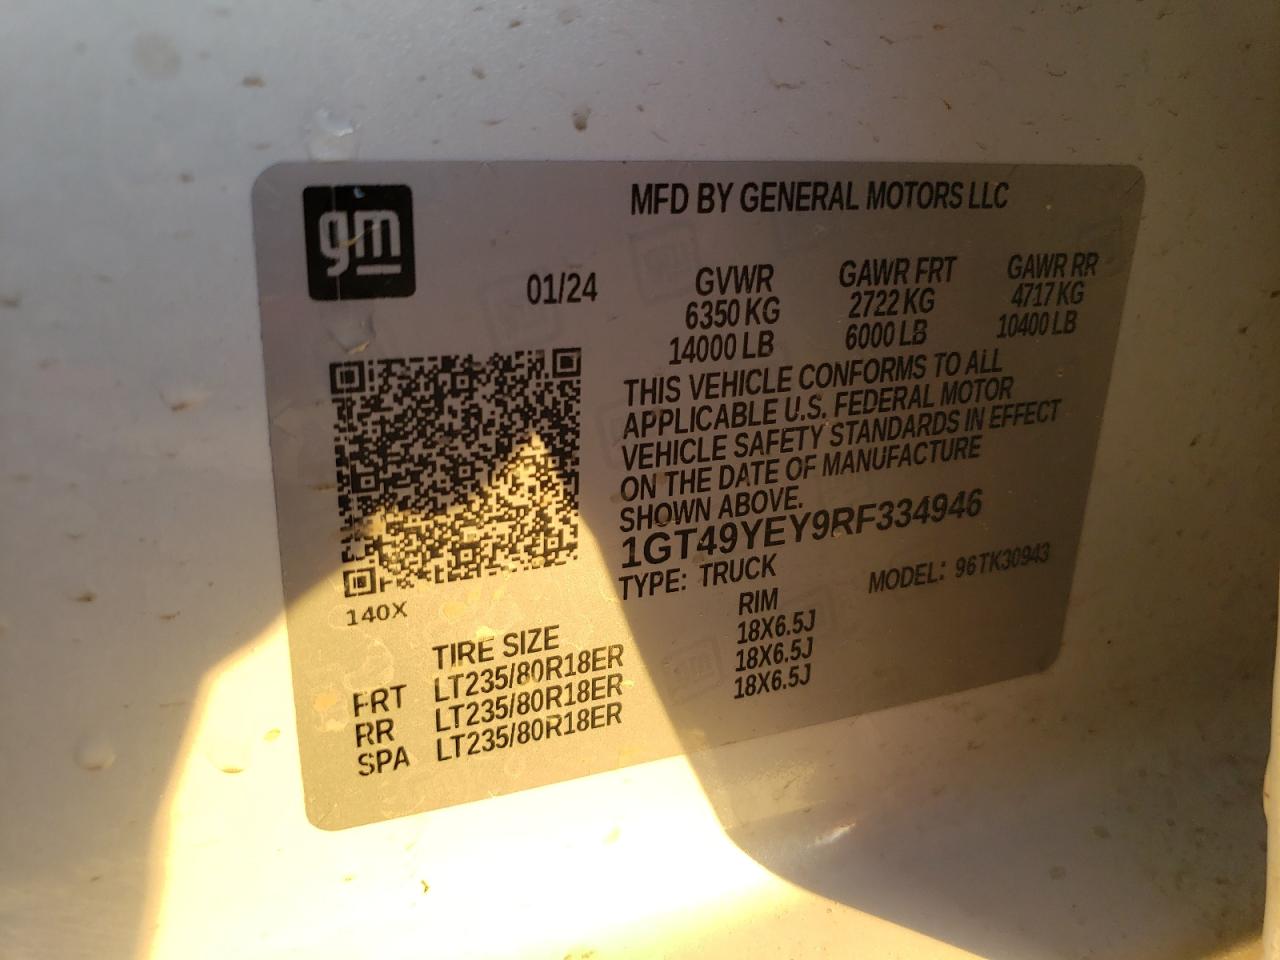 gm
MFD BY GENERAL MOTORS LLC
01/24
GVWR GAWR FRT GAWR RR
6350 KG 2722 KG 4717 KG
14000 LB 6000 LB 10400 LB
THIS VEHICLE CONFORMS TO ALL
APPLICABLE U.S. FEDERAL MOTOR
VEHICLE SAFETY STANDARDS IN EFFECT
ON THE DATE OF MANUFACTURE
SHOWN ABOVE.
1GT49YEY9RF334946
TYPE: TRUCK MODEL: 96TK30943
140X
TIRE SIZE RIM
FRT LT235/80R18ER 18X6.5J
RR LT235/80R18ER 18X6.5J
SPA LT235/80R18ER 18X6.5J